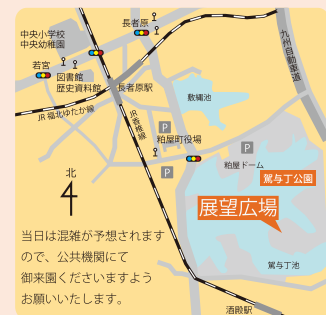 中央小学校
中央幼稚園
長者原
若宮
図書館
歴史資料館
長者原駅
九州自動車道
JR 福北ゆたか線
JR香椎線
敷縄池
P
粕屋町役場
P
P
粕屋ドーム
駕与丁公園
北
展望広場
当日は混雑が予想されます
ので、公共機関にて
御来園くださいますよう
お願いいたします。
駕与丁池
酒殿駅